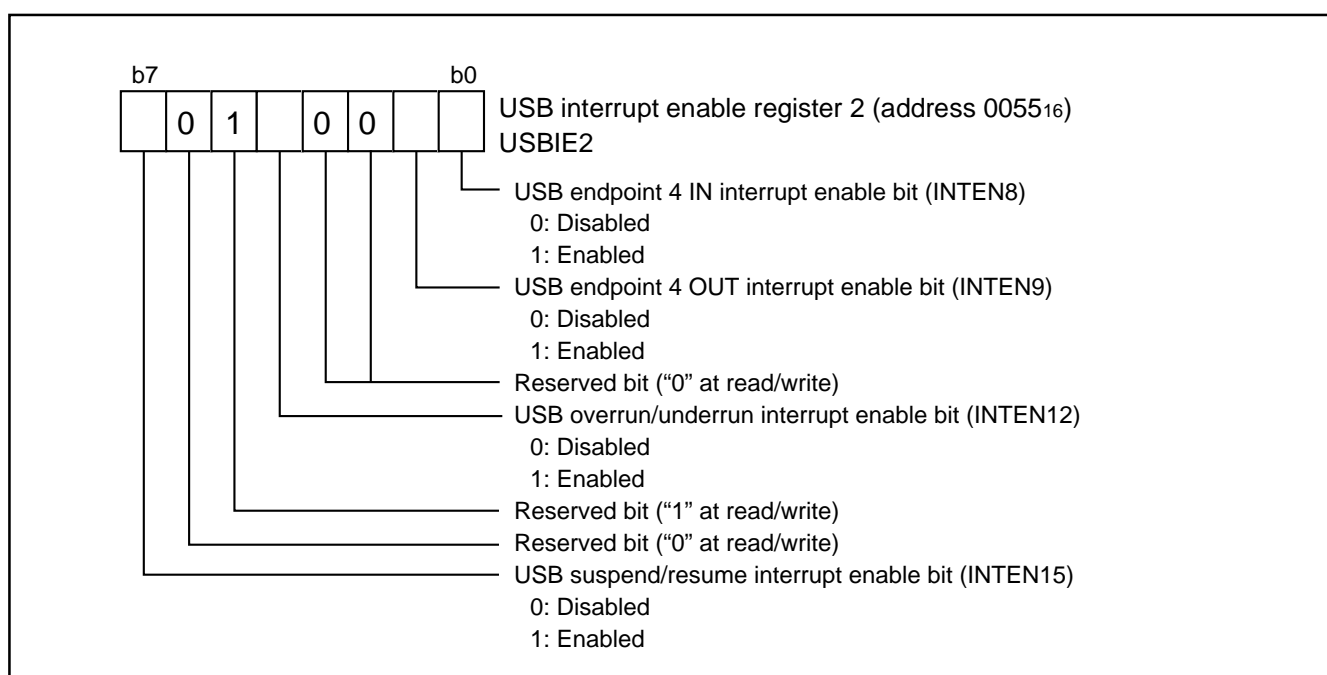 b7 b0
0 1 0 0
USB interrupt enable register 2 (address 005516)
USBIE2
USB endpoint 4 IN interrupt enable bit (INTEN8)
0: Disabled
1: Enabled
USB endpoint 4 OUT interrupt enable bit (INTEN9)
0: Disabled
1: Enabled
Reserved bit (“0” at read/write)
USB overrun/underrun interrupt enable bit (INTEN12)
0: Disabled
1: Enabled
Reserved bit (“1” at read/write)
Reserved bit (“0” at read/write)
USB suspend/resume interrupt enable bit (INTEN15)
0: Disabled
1: Enabled